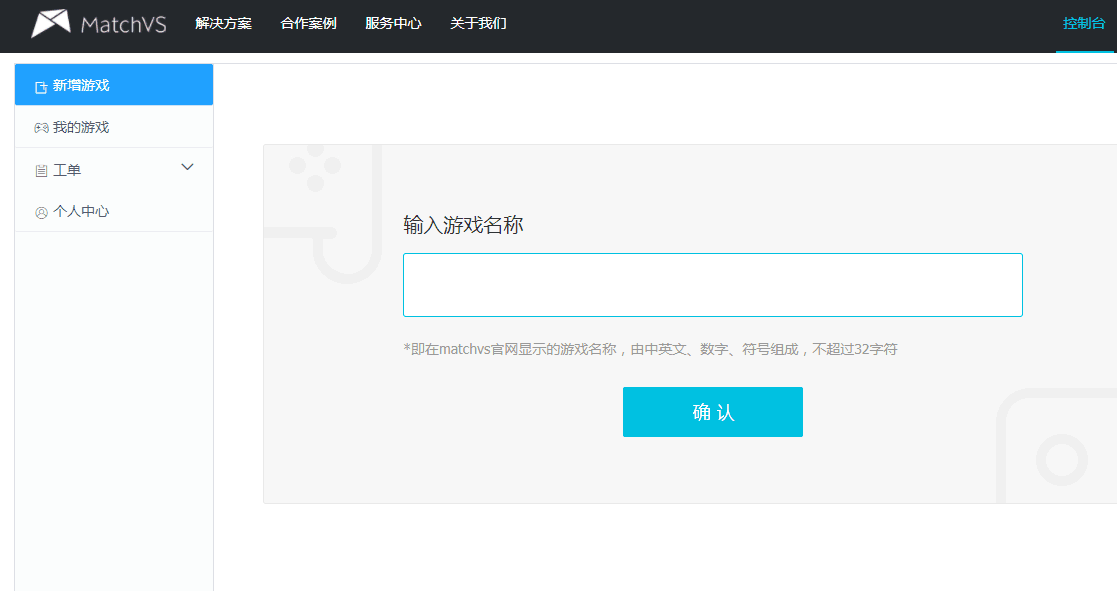 MatchVS 解决方案 合作案例 服务中心 关于我们 控制台
新增游戏
我的游戏
工单
个人中心
输入游戏名称
*即在matchvs官网显示的游戏名称，由中英文、数字、符号组成，不超过32字符
确 认